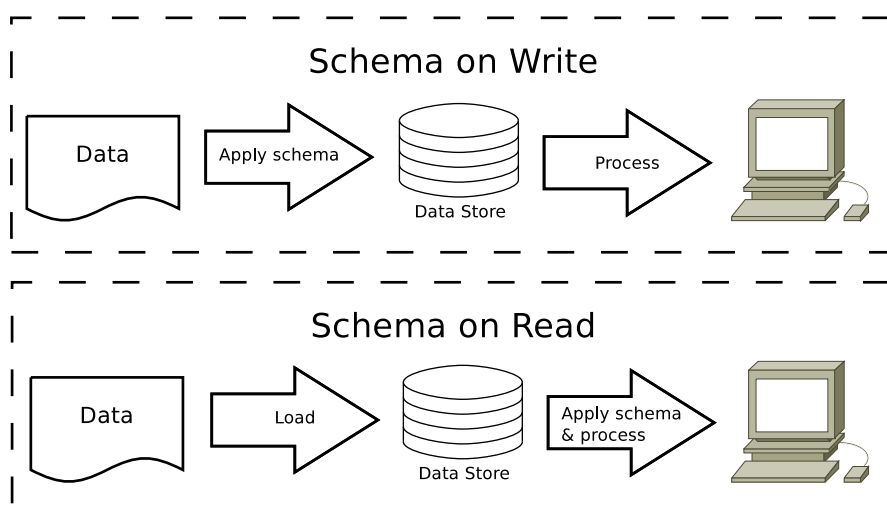 Schema on Write
Data
Apply schema
Data Store
Process
Schema on Read
Data
Load
Data Store
Apply schema
& process